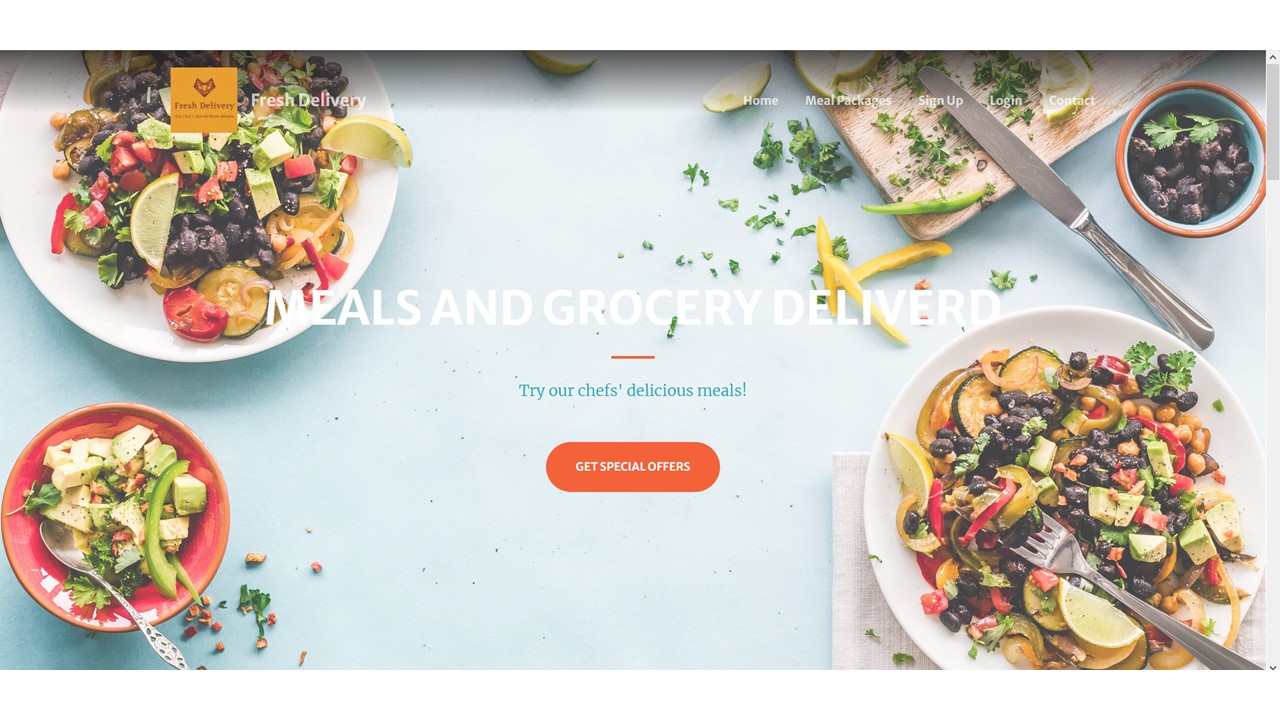 Fresh Delivery
Fresh Delivery
Home
Meal Packages
Sign Up
Login
Contact
MEALS AND GROCERY DELIVERD
Try our chefs' delicious meals!
GET SPECIAL OFFERS